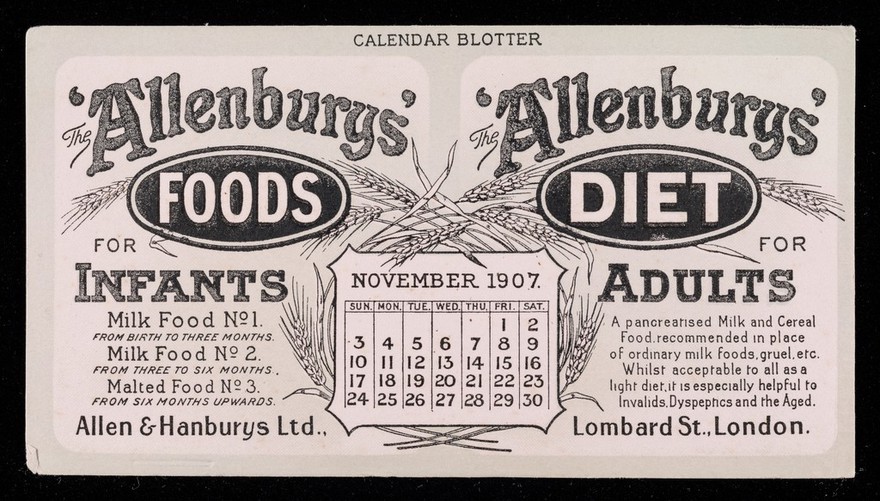 CALENDAR BLOTTER
The 'Allenburys'
FOODS
FOR
INFANTS
Milk Food No 1.
FROM BIRTH TO THREE MONTHS.
Milk Food No 2.
FROM THREE TO SIX MONTHS,
Malted Food No 3.
FROM SIX MONTHS UPWARDS.
Allen & Hanburys Ltd.,
NOVEMBER 1907.
SUN. MON. TUE. WED. THU. FRI. SAT.
1 2
3 4 5 6 7 8 9
10 11 12 13 14 15 16
17 18 19 20 21 22 23
24 25 26 27 28 29 30
The 'Allenburys'
DIET
FOR
ADULTS
A pancreatised Milk and Cereal
Food, recommended in place
of ordinary milk foods, gruel, etc.
Whilst acceptable to all as a
light diet, it is especially helpful to
Invalids, Dyspeptics and the Aged.
Lombard St., London.